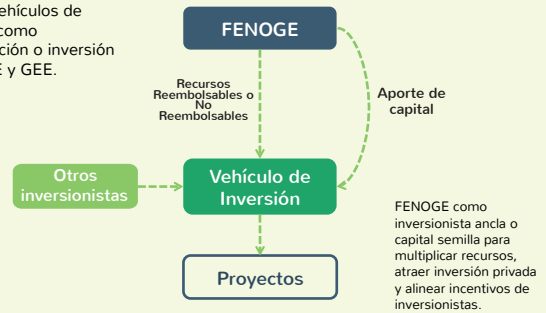 vehículos de
como
ción o inversión
E y GEE.
FENOGE
Recursos
Reembolsables o
No
Reembolsables
Aporte de
capital
Otros
inversionistas
Vehículo de
Inversión
Proyectos
FENOGE como
inversionista ancla o
capital semilla para
multiplicar recursos,
atraer inversión privada
y alinear incentivos de
inversionistas.